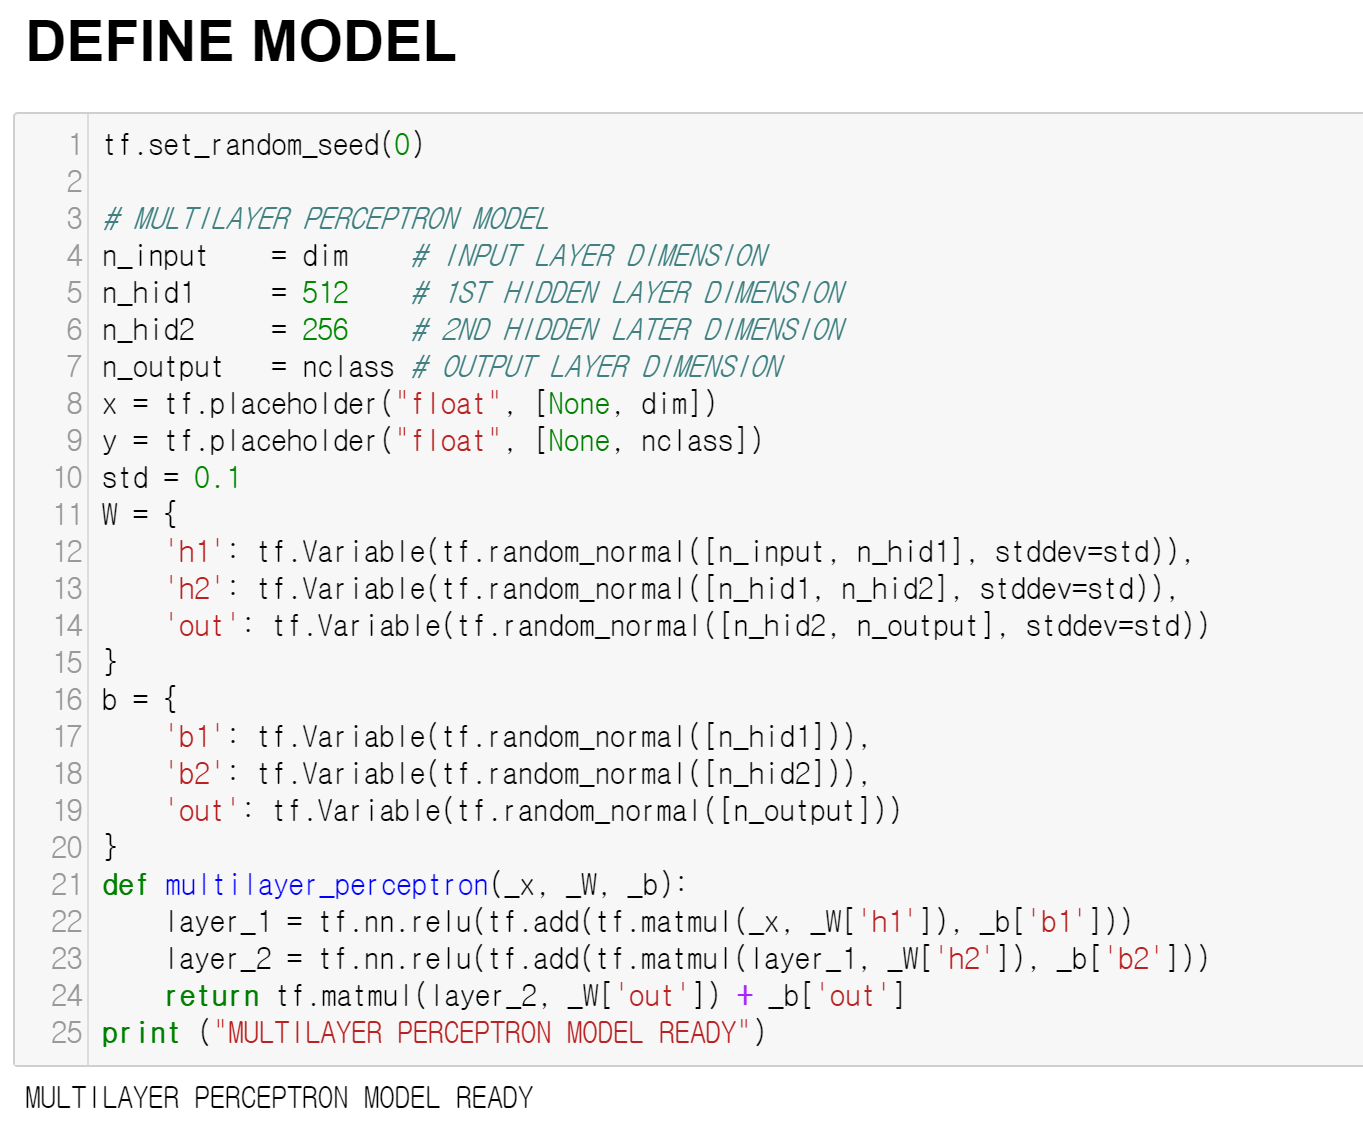 DEFINE MODEL
1 tf.set_random_seed(0)
2
3 # MULTILAYER PERCEPTRON MODEL
4 n_input    = dim    # INPUT LAYER DIMENSION
5 n_hid1     = 512    # 1ST HIDDEN LAYER DIMENSION
6 n_hid2     = 256    # 2ND HIDDEN LATER DIMENSION
7 n_output   = nclass # OUTPUT LAYER DIMENSION
8 x = tf.placeholder("float", [None, dim])
9 y = tf.placeholder("float", [None, nclass])
10 std = 0.1
11 W = {
12     'h1': tf.Variable(tf.random_normal([n_input, n_hid1], stddev=std)),
13     'h2': tf.Variable(tf.random_normal([n_hid1, n_hid2], stddev=std)),
14     'out': tf.Variable(tf.random_normal([n_hid2, n_output], stddev=std))
15 }
16 b = {
17     'b1': tf.Variable(tf.random_normal([n_hid1])),
18     'b2': tf.Variable(tf.random_normal([n_hid2])),
19     'out': tf.Variable(tf.random_normal([n_output]))
20 }
21 def multilayer_perceptron(_x, _W, _b):
22     layer_1 = tf.nn.relu(tf.add(tf.matmul(_x, _W['h1']), _b['b1']))
23     layer_2 = tf.nn.relu(tf.add(tf.matmul(layer_1, _W['h2']), _b['b2']))
24     return tf.matmul(layer_2, _W['out']) + _b['out']
25 print ("MULTILAYER PERCEPTRON MODEL READY")
MULTILAYER PERCEPTRON MODEL READY